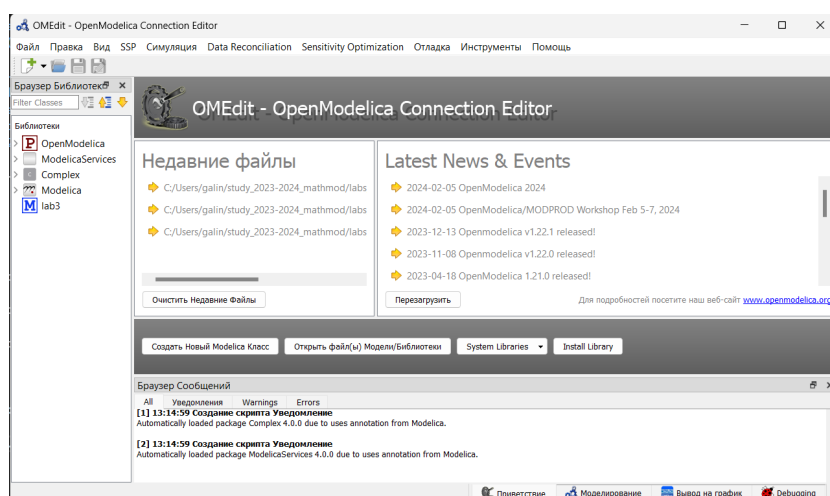 OMEdit - OpenModelica Connection Editor
Файл Правка Вид SSP Симуляция Data Reconciliation Sensitivity Optimization Отладка Инструменты Помощь
Браузер Библиотек
Filter Classes
Библиотеки
P OpenModelica
ModelicaServices
C Complex
Modelica
M lab3
OMEdit - OpenModelica Connection Editor
Недавние файлы
C:/Users/galin/study_2023-2024_mathmod/labs
C:/Users/galin/study_2023-2024_mathmod/labs
C:/Users/galin/study_2023-2024_mathmod/labs
Очистить Недавние Файлы
Latest News & Events
2024-02-05 OpenModelica 2024
2024-02-05 OpenModelica/MODPROD Workshop Feb 5-7, 2024
2023-12-13 Openmodelica v1.22.1 released!
2023-11-08 Openmodelica v1.22.0 released!
2023-04-18 OpenModelica 1.21.0 released!
Перезагрузить
Для подробностей посетите наш веб-сайт www.openmodelica.org
Создать Новый Modelica Класс Открыть файл(ы) Модели/Библиотеки System Libraries Install Library
Браузер Сообщений
All Уведомления Warnings Errors
[1] 13:14:59 Создание скрипта Уведомление
Automatically loaded package Complex 4.0.0 due to uses annotation from Modelica.
[2] 13:14:59 Создание скрипта Уведомление
Automatically loaded package ModelicaServices 4.0.0 due to uses annotation from Modelica.
Приветствие Моделирование Вывод на график Debugging